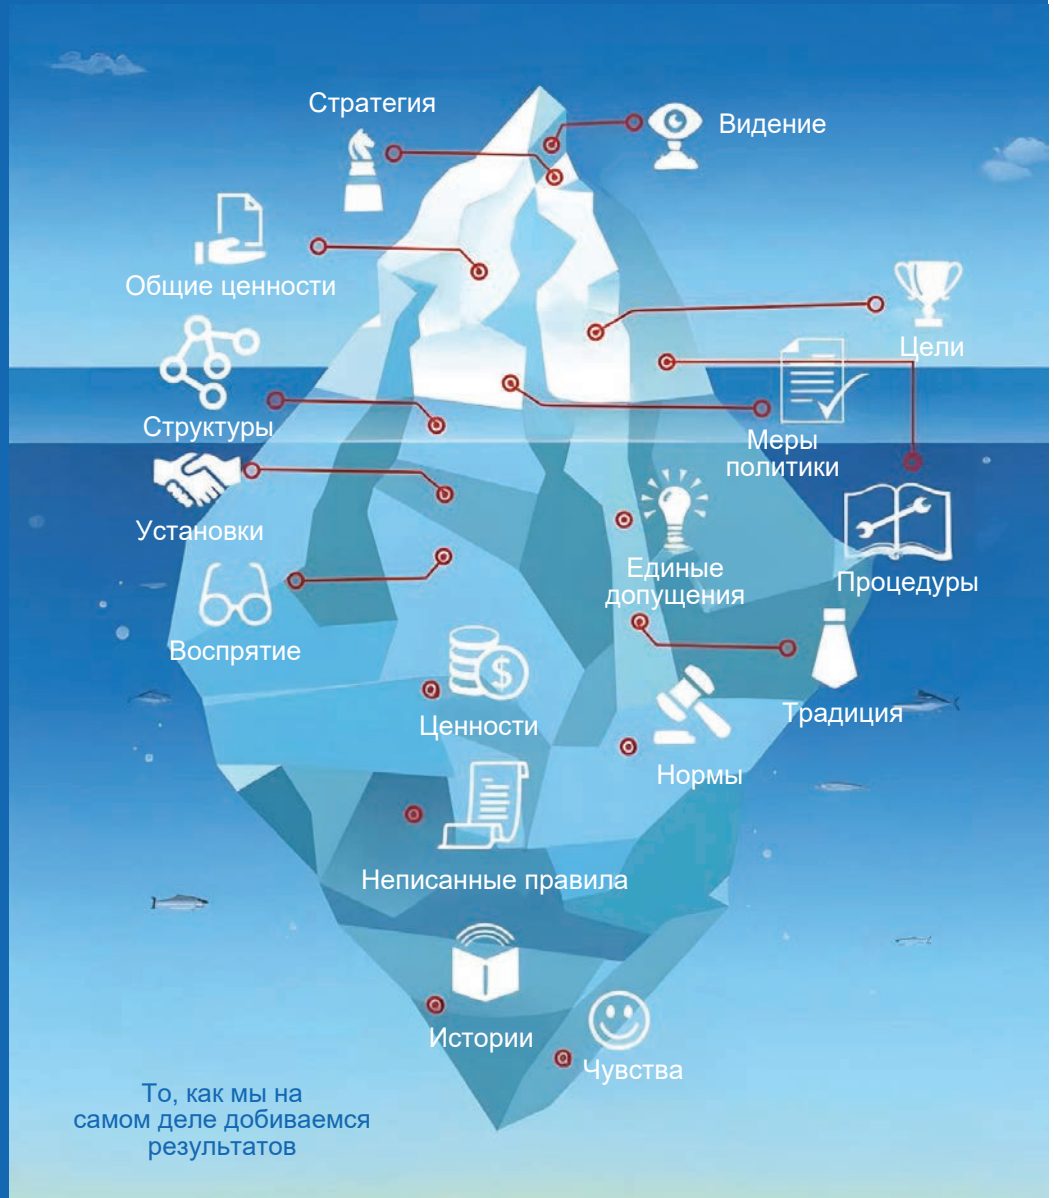 Стратегия
Видение
Общие ценности
Цели
Структуры
Меры
политики
Установки
Единые
допущения
Процедуры
Воспрятие
Традиция
Ценности
Нормы
Неписанные правила
Истории
Чувства
То, как мы на
самом деле добиваемся
результатов